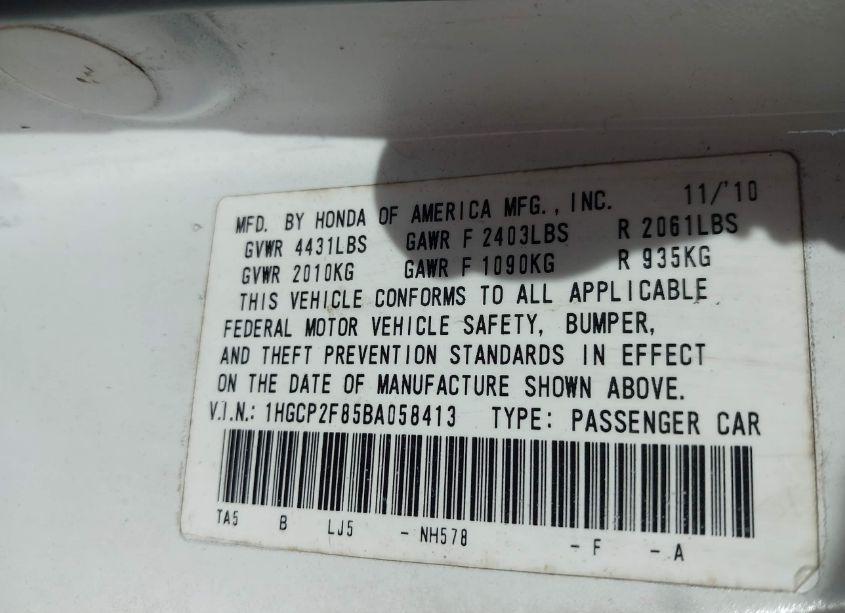 MFD. BY HONDA OF AMERICA MFG., INC. 11/'10
GVWR 4431LBS GAWR F 2403LBS R 2061LBS
GVWR 2010KG GAWR F 1090KG R 935KG
THIS VEHICLE CONFORMS TO ALL APPLICABLE
FEDERAL MOTOR VEHICLE SAFETY, BUMPER,
AND THEFT PREVENTION STANDARDS IN EFFECT
ON THE DATE OF MANUFACTURE SHOWN ABOVE.
V.I.N.: 1HGCP2F85BA058413 TYPE: PASSENGER CAR
TA5 B LJ5 - NH578 - F - A